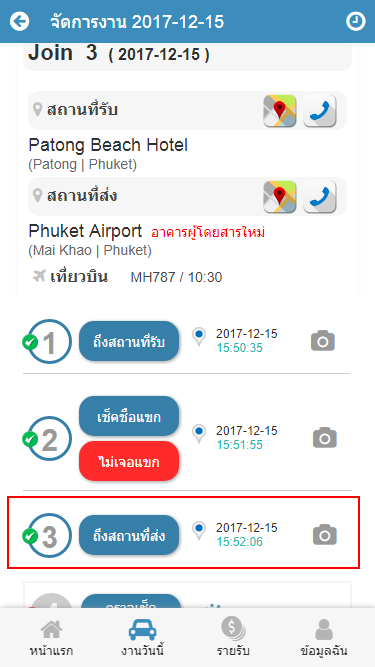 จัดการงาน 2017-12-15
Join 3 ( 2017-12-15 )
สถานที่รับ
Patong Beach Hotel
(Patong | Phuket)
สถานที่ส่ง
Phuket Airport อาคารผู้โดยสารใหม่
(Mai Khao | Phuket)
เที่ยวบิน MH787 / 10:30
1 ถึงสถานที่รับ 2017-12-15
15:50:35
เช็คชื่อแขก
2 2017-12-15
15:51:55
ไม่เจอแขก
3 ถึงสถานที่ส่ง 2017-12-15
15:52:06
หน้าแรก งานวันนี้ รายรับ ข้อมูลฉัน